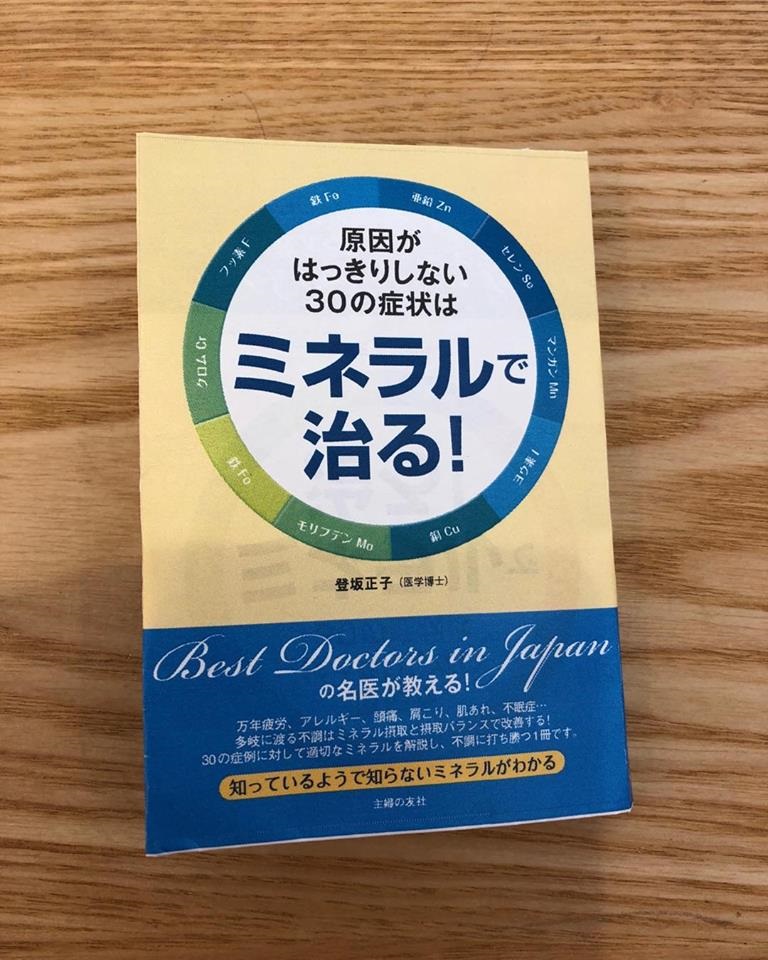 鉄 Fe
亜鉛 Zn
セレン Se
マンガン Mn
ヨウ素 I
銅 Cu
モリブデン Mo
鉄 Fe
クロム Cr
フッ素 F
原因が
はっきりしない
30の症状は
ミネラルで
治る!
登坂正子(医学博士)
Best Doctors in Japan
の名医が教える!
万年疲労、アレルギー、頭痛、肩こり、肌あれ、不眠症…
多岐に渡る不調はミネラル摂取と摂取バランスで改善する!
30の症例に対して適切なミネラルを解説し、不調に打ち勝つ1冊です。
知っているようで知らないミネラルがわかる
主婦の友社